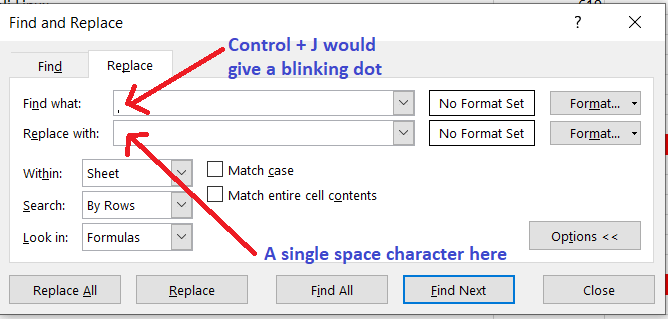 Find and Replace
?
Control + J would
give a blinking dot
Find
Replace
Find what:
No Format Set
Format...
Replace with:
No Format Set
Format...
Within:
Sheet
Match case
Match entire cell contents
Search:
By Rows
Look in:
Formulas
Options <<
A single space character here
Replace All
Replace
Find All
Find Next
Close